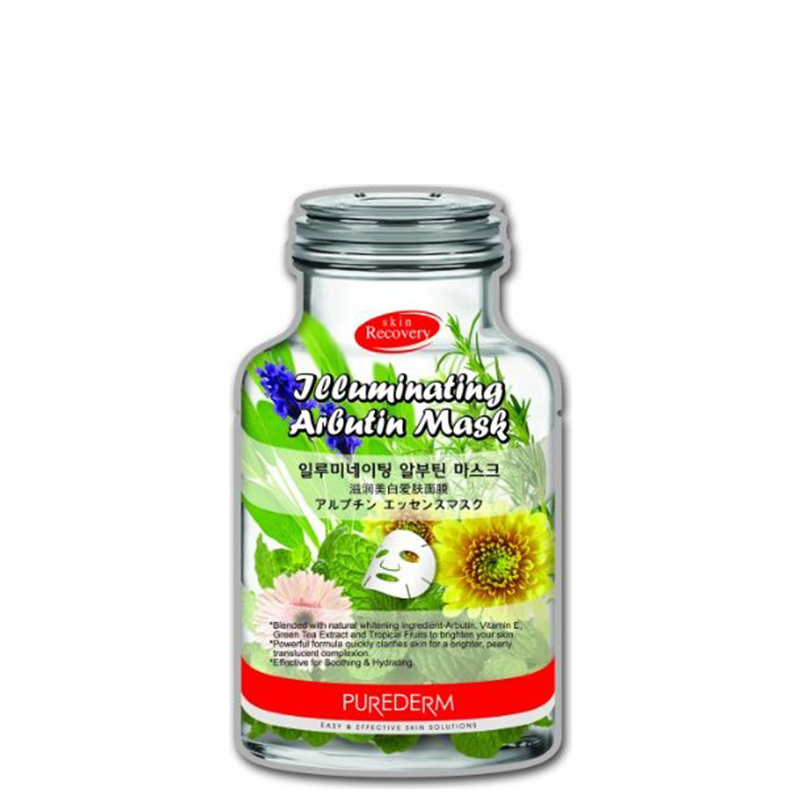 skin
Recovery
Illuminating
Arbutin Mask
일루미네이팅 알부틴 마스크
滋润美白爱肤面膜
アルブチン エッセンスマスク
*Blended with natural whitening ingredient-Arbutin, Vitamin E,
Green Tea Extract and Tropical Fruits to brighten your skin.
*Powerful formula quickly clarifies skin for a brighter, pearly
translucent complexion.
*Effective for Soothing & Hydrating.
PUREDERM
EASY & EFFECTIVE SKIN SOLUTIONS